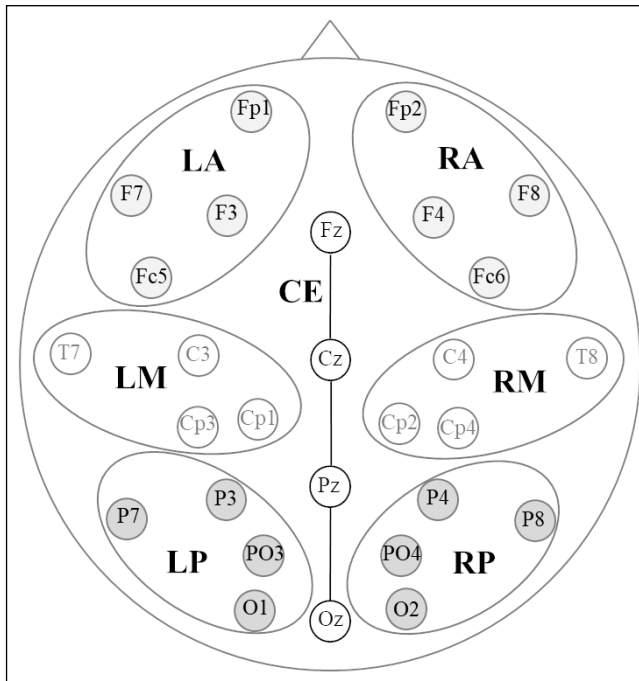 Fp1
Fp2
LA
RA
F7
F8
F3
F4
Fz
Fc5
Fc6
CE
T7
C3
Cz
C4
T8
LM
RM
Cp3
Cp1
Cp2
Cp4
Pz
P3
P4
P7
P8
PO3
PO4
LP
RP
O1
O2
Oz